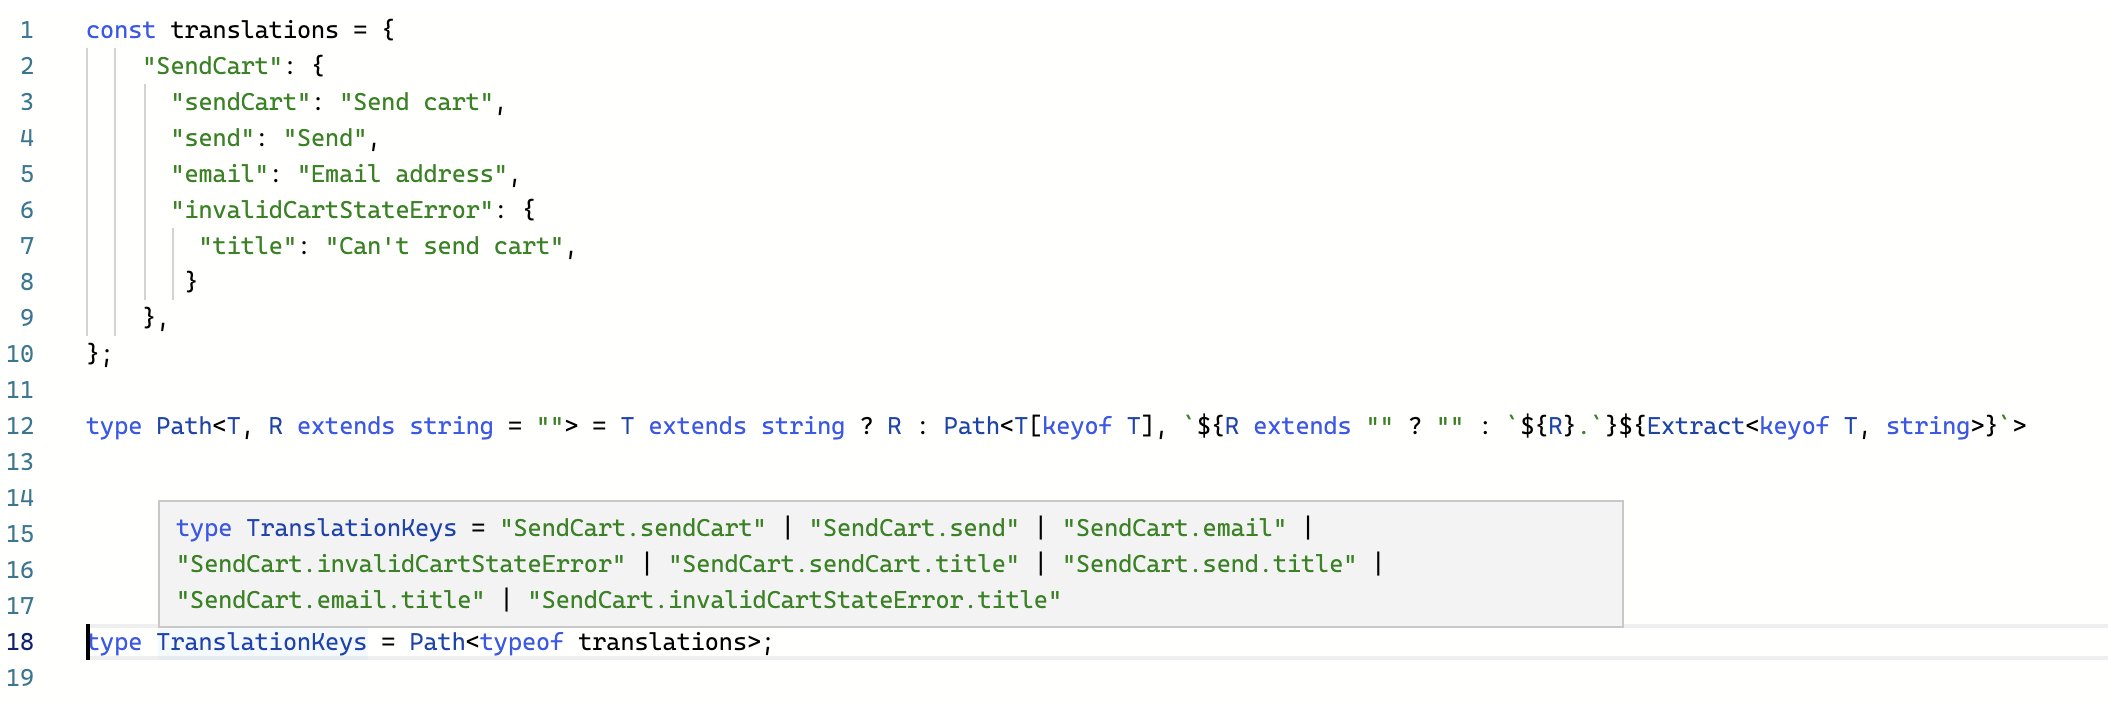 1 const translations = {
2 "SendCart": {
3 "sendCart": "Send cart",
4 "send": "Send",
5 "email": "Email address",
6 "invalidCartStateError": {
7 "title": "Can't send cart",
8 }
9 },
10 };
11
12 type Path<T, R extends string = ""> = T extends string ? R : Path<T[keyof T], `${R extends "" ? "" : `${R}.`}${Extract<keyof T, string>}`>
13
14
type TranslationKeys = "SendCart.sendCart" | "SendCart.send" | "SendCart.email" |
15
"SendCart.invalidCartStateError" | "SendCart.sendCart.title" | "SendCart.send.title" |
16
"SendCart.email.title" | "SendCart.invalidCartStateError.title"
17
18 type TranslationKeys = Path<typeof translations>;
19